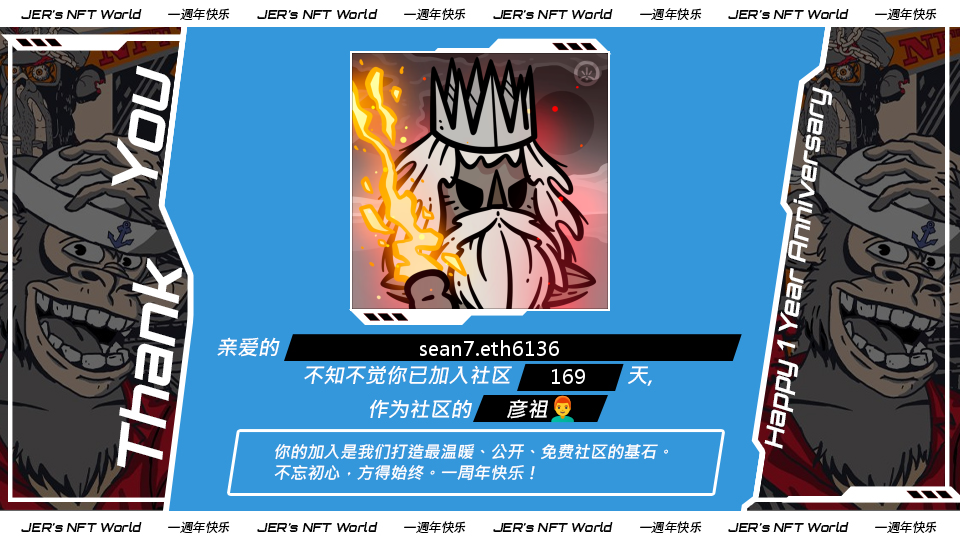 JER's NFT World 一週年快乐 JER's NFT World 一週年快乐 JER's NFT World 一週年快乐 JER's NFT World 一週年快乐
Thank You
Happy 1 Year Anniversary
亲爱的 sean7.eth6136
不知不觉你已加入社区 169 天,
作为社区的 彦祖👨‍🦰
你的加入是我们打造最温暖、公开、免费社区的基石。
不忘初心，方得始终。一周年快乐！
JER's NFT World 一週年快乐 JER's NFT World 一週年快乐 JER's NFT World 一週年快乐 JER's NFT World 一週年快乐